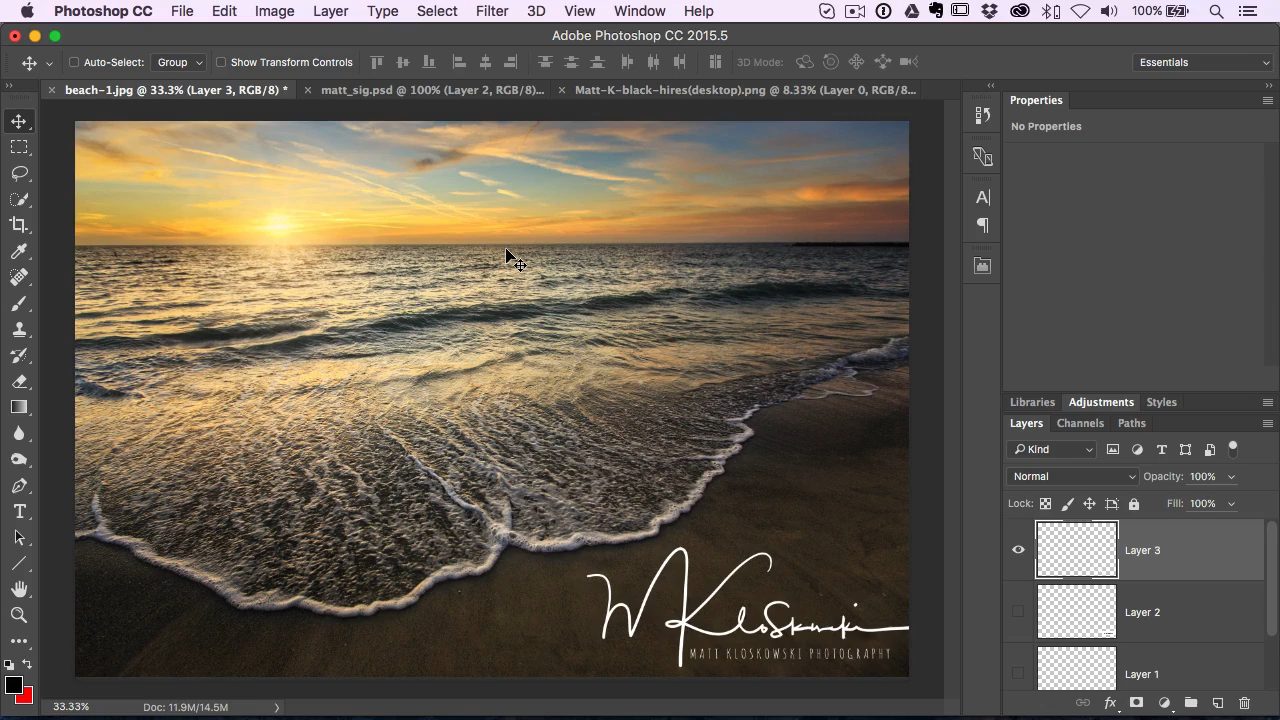 Photoshop CC File Edit Image Layer Type Select Filter 3D View Window Help 100%
Adobe Photoshop CC 2015.5
Auto-Select: Group Show Transform Controls 3D Mode: Essentials
beach-1.jpg @ 33.3% (Layer 3, RGB/8) * matt_sig.psd @ 100% (Layer 2, RGB/8)... Matt-K-black-hires(desktop).png @ 8.33% (Layer 0, RGB/8...
Properties
No Properties
Libraries Adjustments Styles
Layers Channels Paths
Kind
Normal Opacity: 100%
Lock: Fill: 100%
Layer 3
Layer 2
Layer 1
M Kloskowski
MATT KLOSKOWSKI PHOTOGRAPHY
33.33% Doc: 11.9M/14.5M